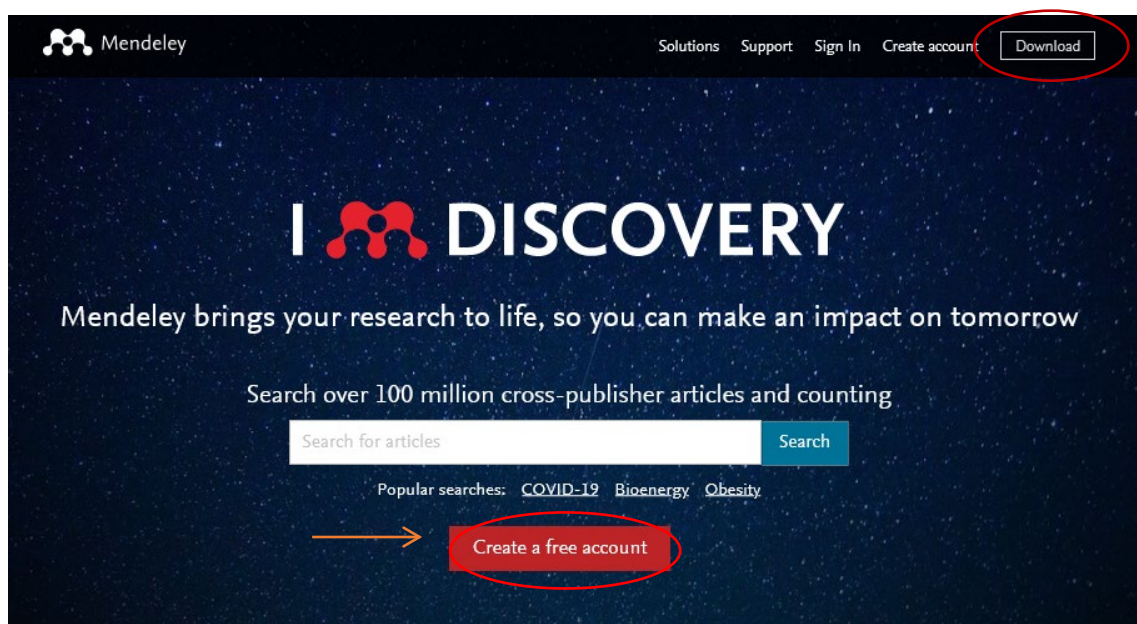 Mendeley
Solutions Support Sign In Create account Download
I DISCOVERY
Mendeley brings your research to life, so you can make an impact on tomorrow
Search over 100 million cross-publisher articles and counting
Search for articles Search
Popular searches: COVID-19 Bioenergy Obesity
Create a free account